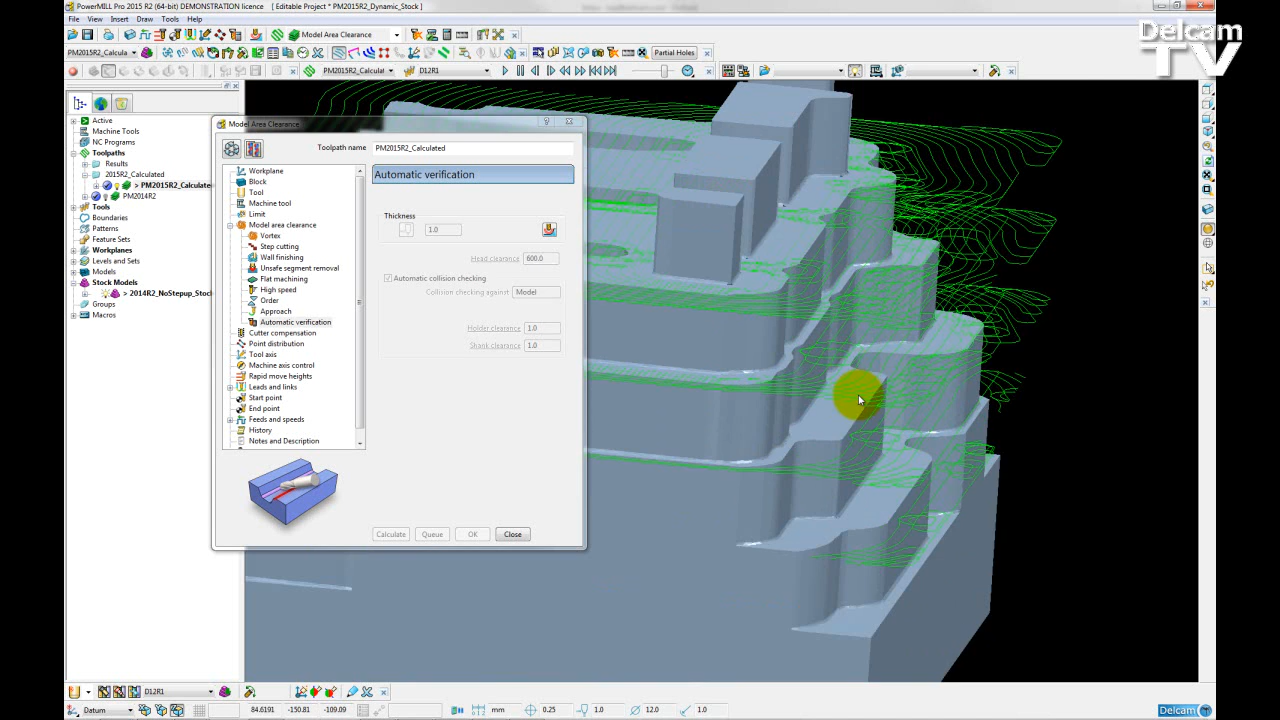 PowerMILL Pro 2015 R2 (64-bit) DEMONSTRATION licence    [ Editable Project * PM2015R2_Dynamic_Stock ]
File View Insert Draw Tools Help
Delcam
TV
Model Area Clearance
PM2015R2_Calcula
Partial Holes
PM2015R2_Calculat
D12R1
Active
Machine Tools
NC Programs
Toolpaths
Results
2015R2_Calculated
> PM2015R2_Calculate
PM2014R2
Tools
Boundaries
Patterns
Feature Sets
Workplanes
Levels and Sets
Models
Stock Models
> 2014R2_NoStepup_Stock
Groups
Macros
Model Area Clearance
Toolpath name
PM2015R2_Calculated
Workplane
Block
Tool
Machine tool
Limit
Model area clearance
Vortex
Step cutting
Wall finishing
Unsafe segment removal
Flat machining
High speed
Order
Approach
Automatic verification
Cutter compensation
Point distribution
Tool axis
Machine axis control
Rapid move heights
Leads and links
Start point
End point
Feeds and speeds
History
Notes and Description
Automatic verification
Thickness
1.0
Head clearance 600.0
Automatic collision checking
Collision checking against Model
Holder clearance 1.0
Shank clearance 1.0
Calculate Queue OK Close
D12R1
Datum
84.6191 -150.81 -109.09
mm
0.25
1.0
12.0
1.0
Delcam